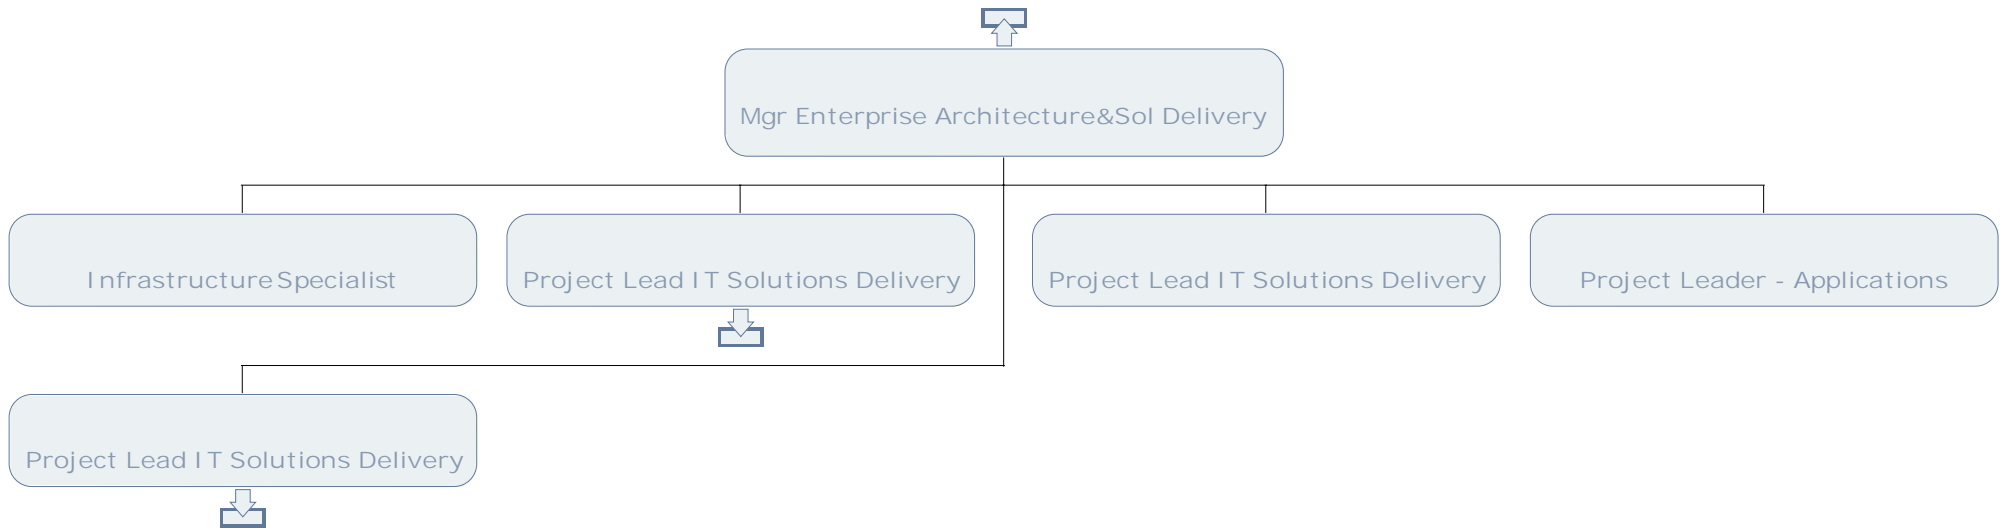 Mgr Enterprise Architecture&Sol Delivery
Infrastructure Specialist
Project Lead IT Solutions Delivery
Project Lead IT Solutions Delivery
Project Leader - Applications
Project Lead IT Solutions Delivery